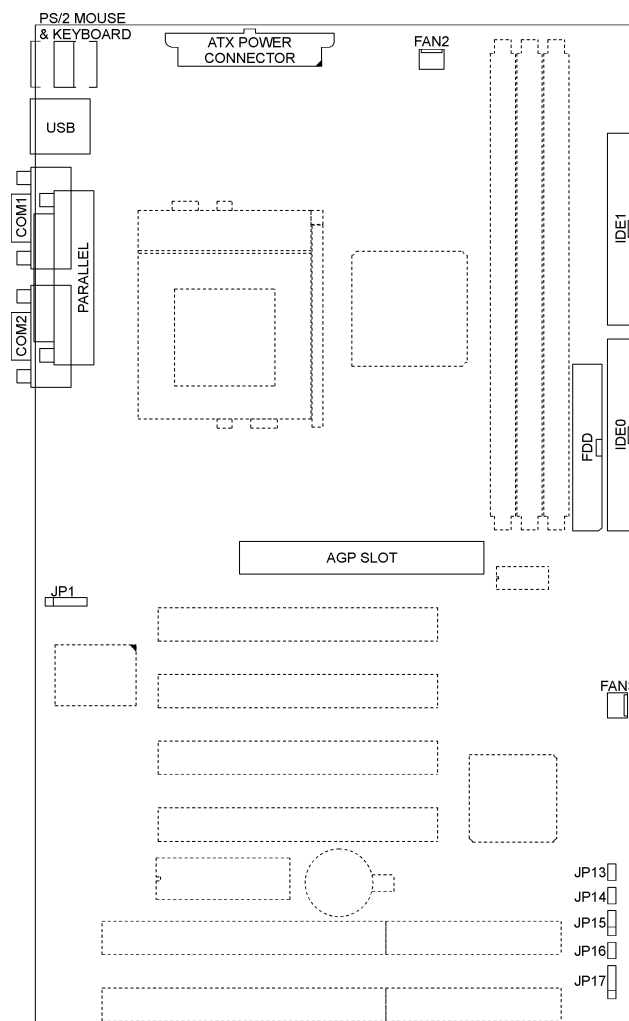 PS/2 MOUSE
& KEYBOARD
ATX POWER
CONNECTOR
FAN2
USB
COM1
PARALLEL
COM2
IDE1
IDE0
FDD
AGP SLOT
JP1
FAN3
JP13
JP14
JP15
JP16
JP17